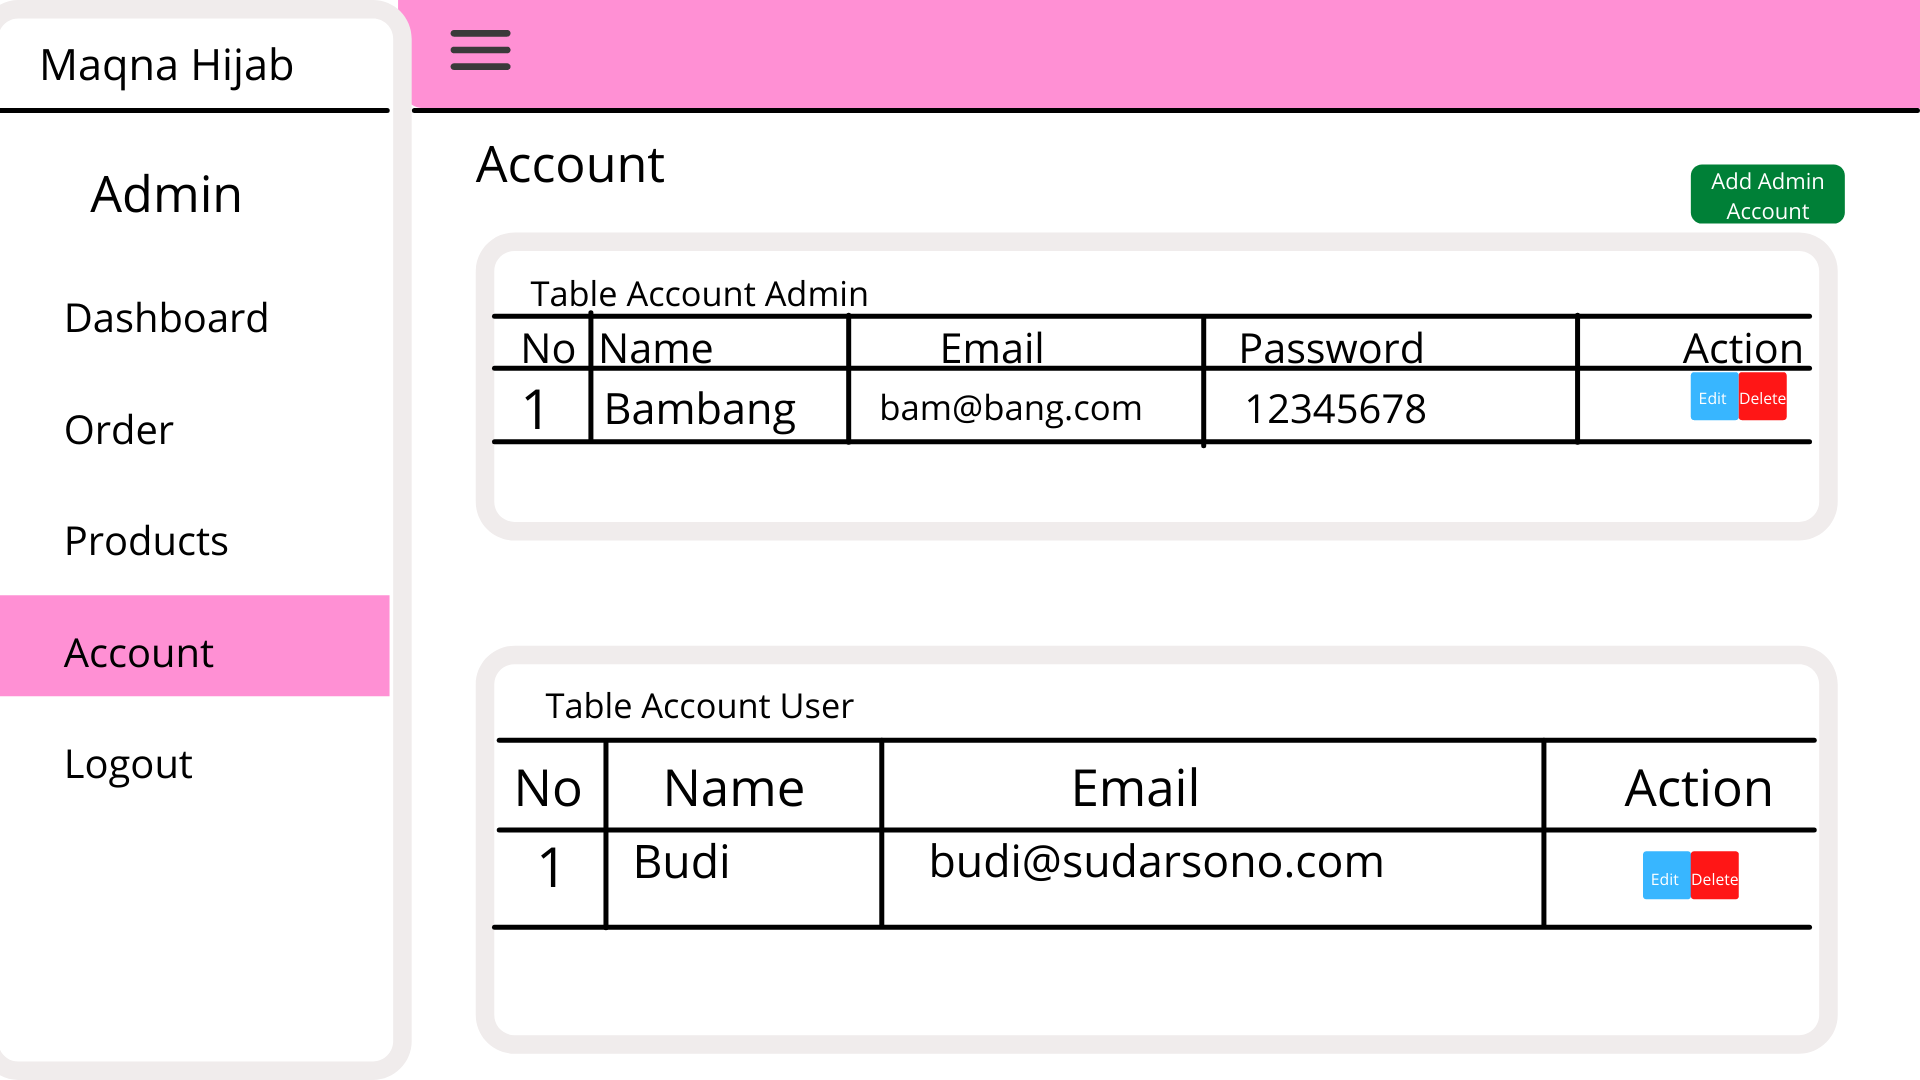 Maqna Hijab
Admin
Dashboard
Order
Products
Account
Logout
Account
Add Admin
Account
Table Account Admin
No Name Email Password Action
1 Bambang bam@bang.com 12345678 Edit Delete
Table Account User
No Name Email Action
1 Budi budi@sudarsono.com Edit Delete